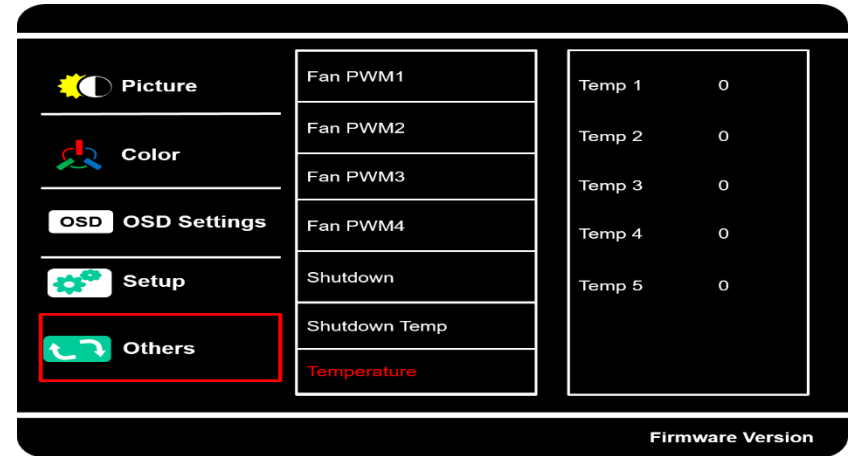 Picture
Color
OSD OSD Settings
Setup
Others
Fan PWM1
Fan PWM2
Fan PWM3
Fan PWM4
Shutdown
Shutdown Temp
Temperature
Temp 1 0
Temp 2 0
Temp 3 0
Temp 4 0
Temp 5 0
Firmware Version